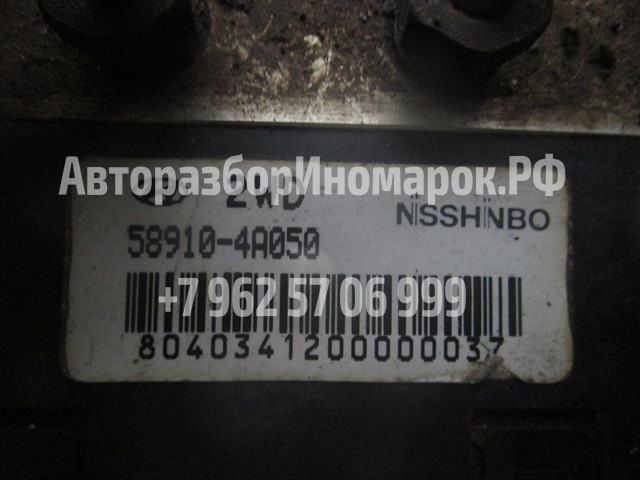 АвторазборИномарок.РФ
2WD
NiSSHiNBO
58910-4A050
+7 962 57 06 999
8040341200000037